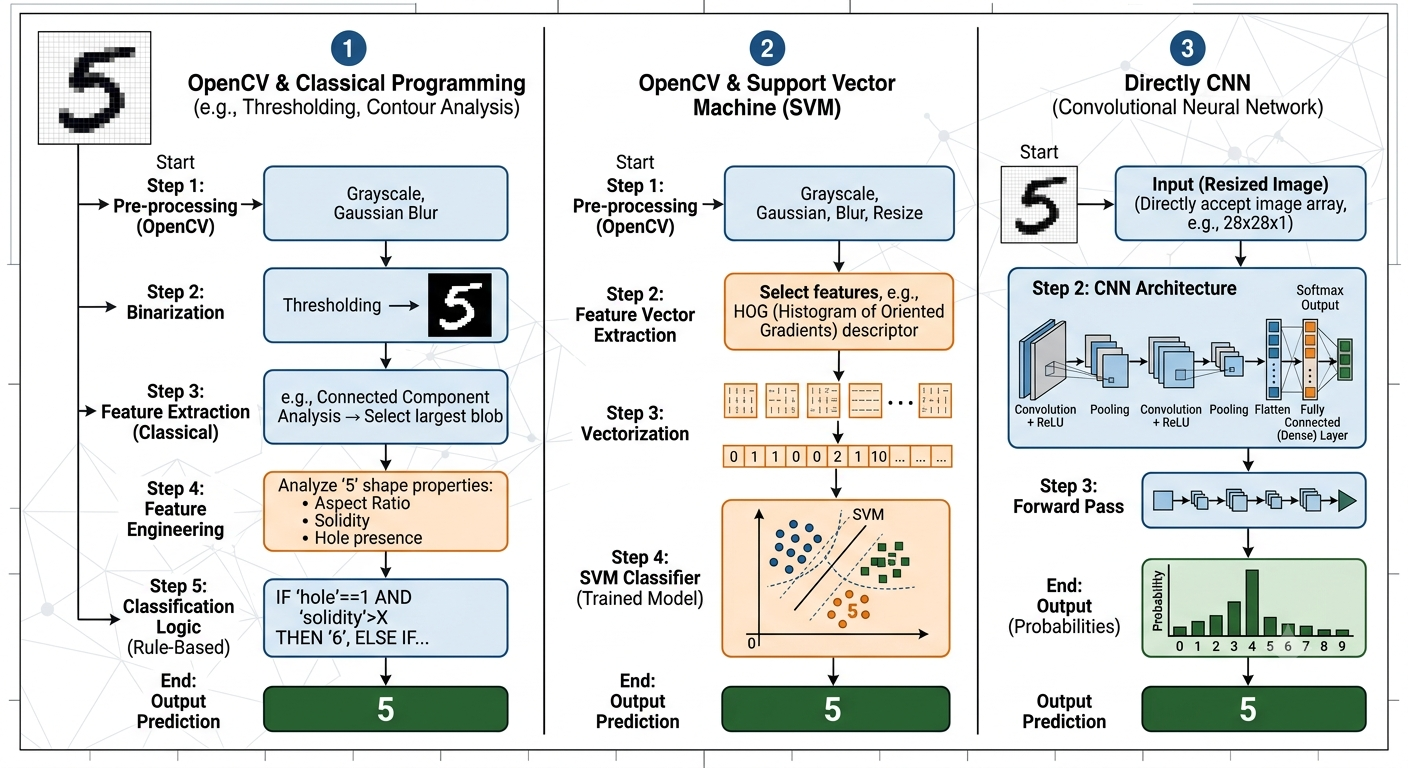 1
OpenCV & Classical Programming
(e.g., Thresholding, Contour Analysis)
Start
Step 1:
Pre-processing
(OpenCV)
Grayscale,
Gaussian Blur
Step 2:
Binarization
Thresholding
5
Step 3:
Feature Extraction
(Classical)
e.g., Connected Component
Analysis → Select largest blob
Step 4:
Feature
Engineering
Analyze ‘5’ shape properties:
• Aspect Ratio
• Solidity
• Hole presence
Step 5:
Classification
Logic
(Rule-Based)
IF ‘hole’==1 AND
‘solidity’>X
THEN ‘6’, ELSE IF...
End:
Output
Prediction
5
2
OpenCV & Support Vector
Machine (SVM)
Start
Step 1:
Pre-processing
(OpenCV)
Grayscale,
Gaussian, Blur, Resize
Step 2:
Feature Vector
Extraction
Select features, e.g.,
HOG (Histogram of Oriented
Gradients) descriptor
Step 3:
Vectorization
0 1 1 0 0 2 1 10 ... ... ...
Step 4:
SVM Classifier
(Trained Model)
SVM
5
0
End:
Output
Prediction
5
3
Directly CNN
(Convolutional Neural Network)
Start
5
Input (Resized Image)
(Directly accept image array,
e.g., 28x28x1)
Step 2: CNN Architecture
Softmax
Output
Convolution
+ ReLU
Pooling
Convolution
+ ReLU
Pooling
Flatten
Fully
Connected
(Dense) Layer
Step 3:
Forward Pass
End:
Output
(Probabilities)
Probability
0 1 2 3 4 5 6 7 8 9
Output
Prediction
5
5